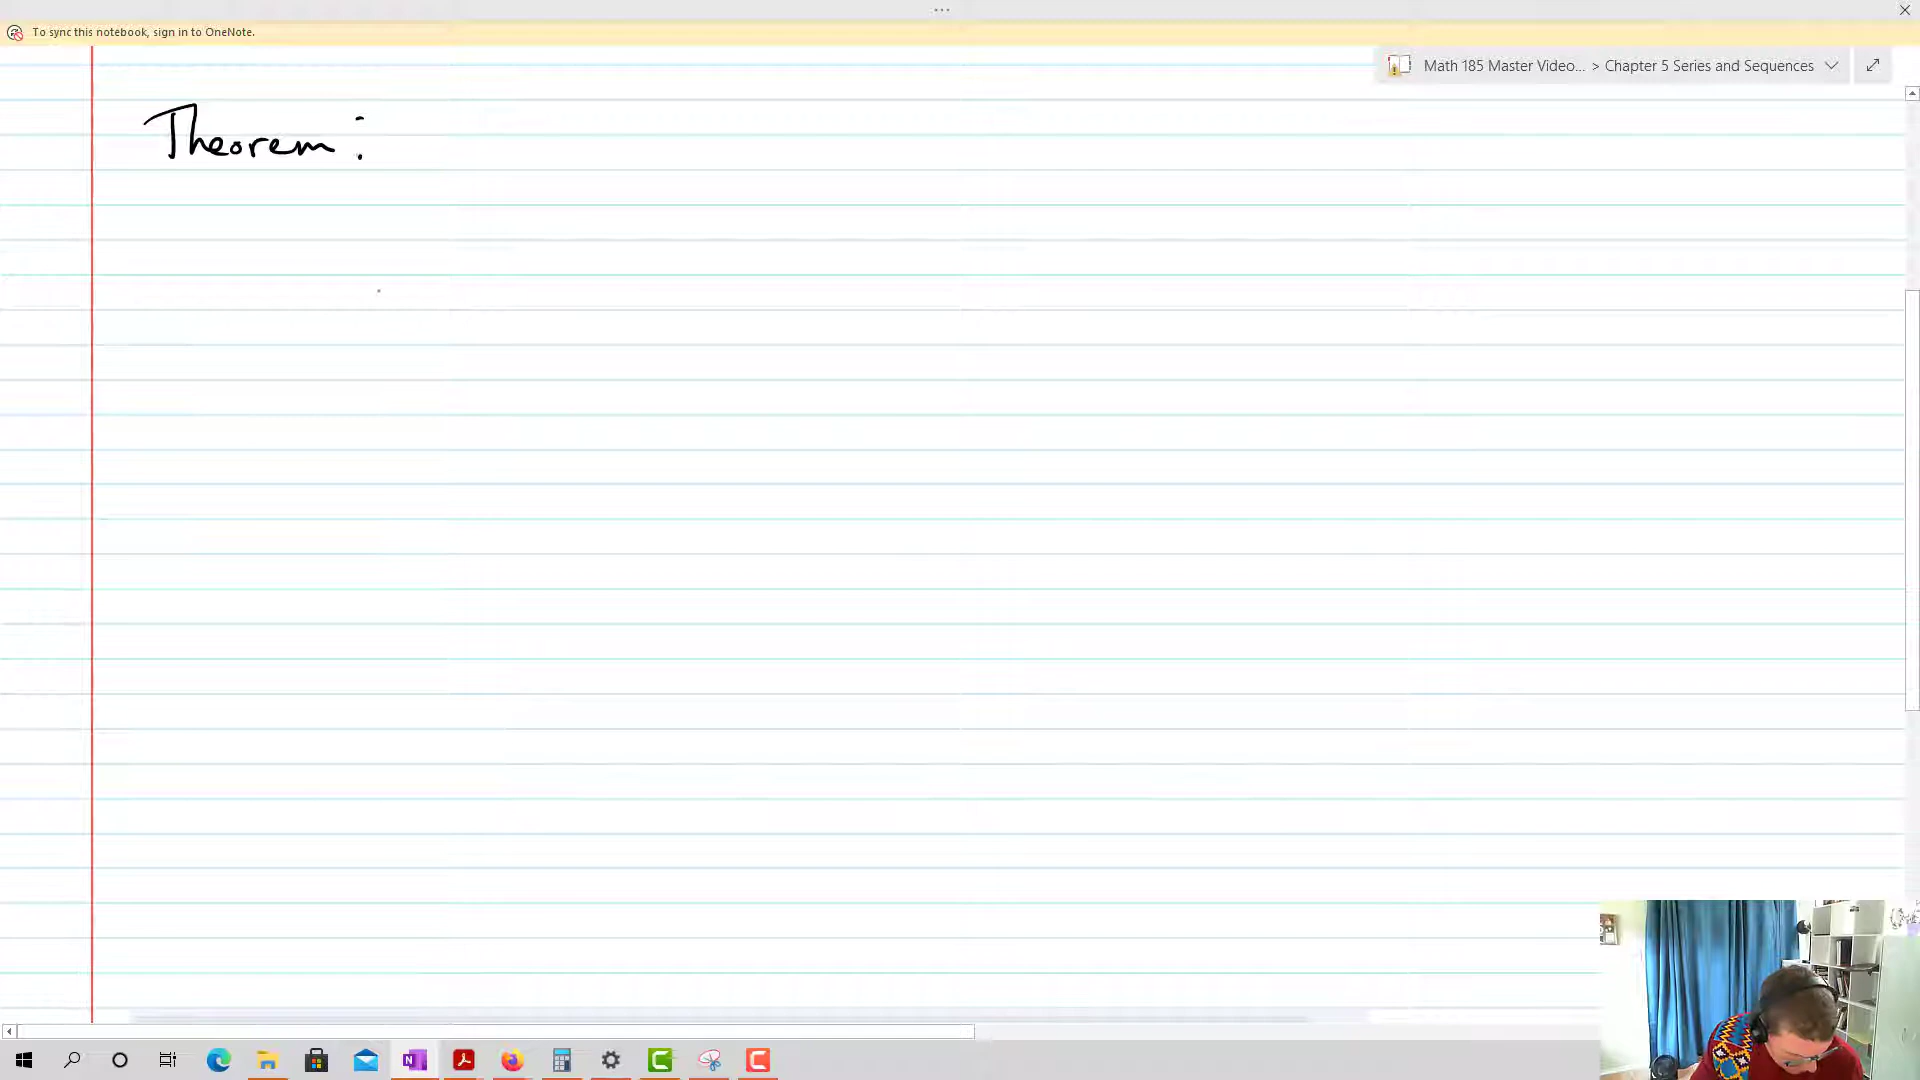 To sync this notebook, sign in to OneNote.
Math 185 Master Video... > Chapter 5 Series and Sequences
Theorem :